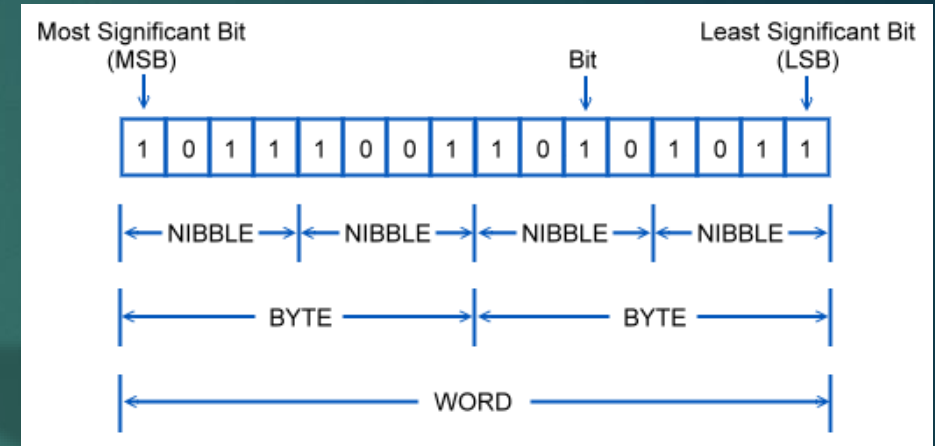 Most Significant Bit
(MSB)
Bit
Least Significant Bit
(LSB)
1 0 1 1 1 0 0 1 1 0 1 0 1 0 1 1
NIBBLE NIBBLE NIBBLE NIBBLE
BYTE BYTE
WORD